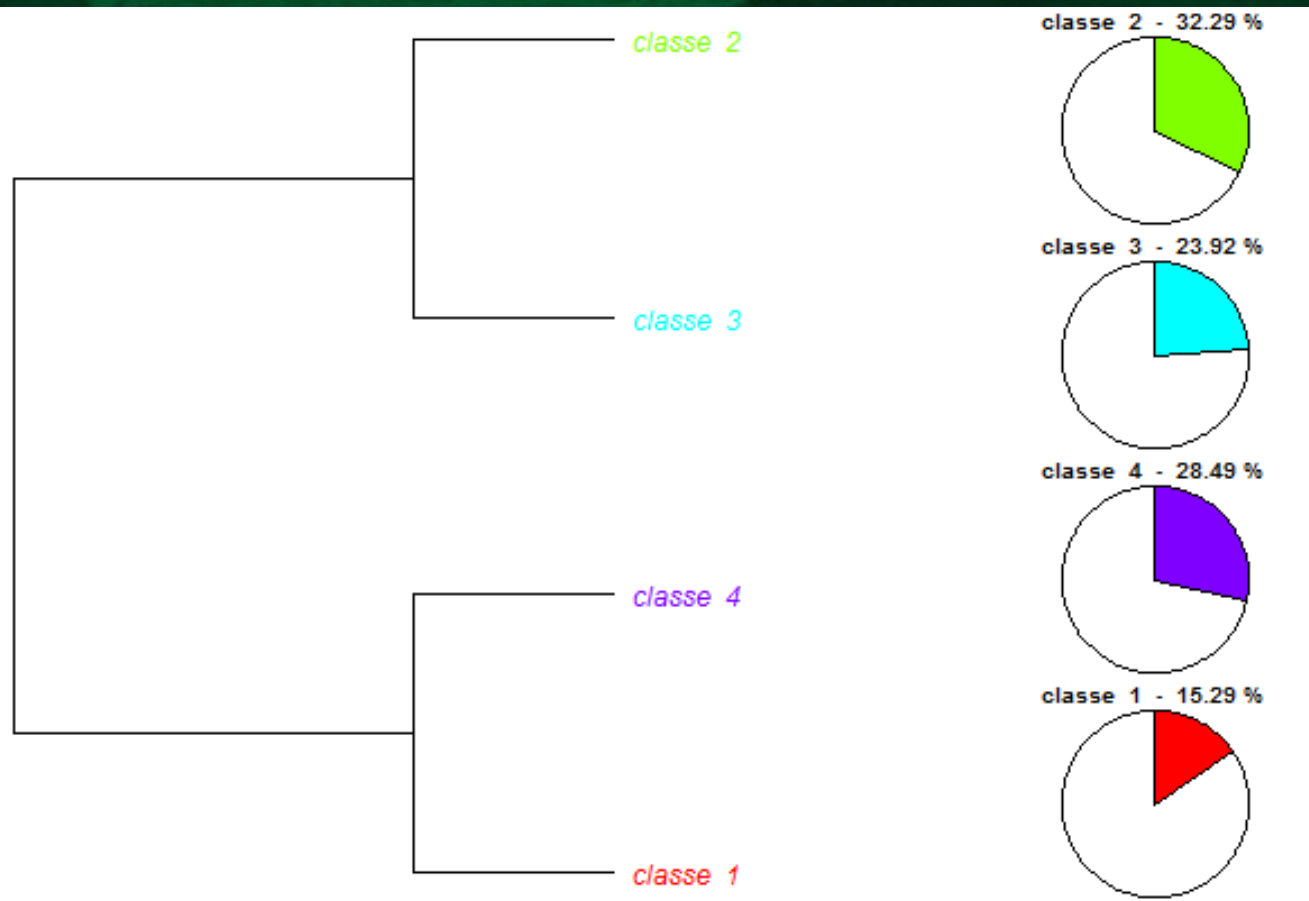 classe 2 - 32.29 %
classe 2
classe 3 - 23.92 %
classe 3
classe 4 - 28.49 %
classe 4
classe 1 - 15.29 %
classe 1